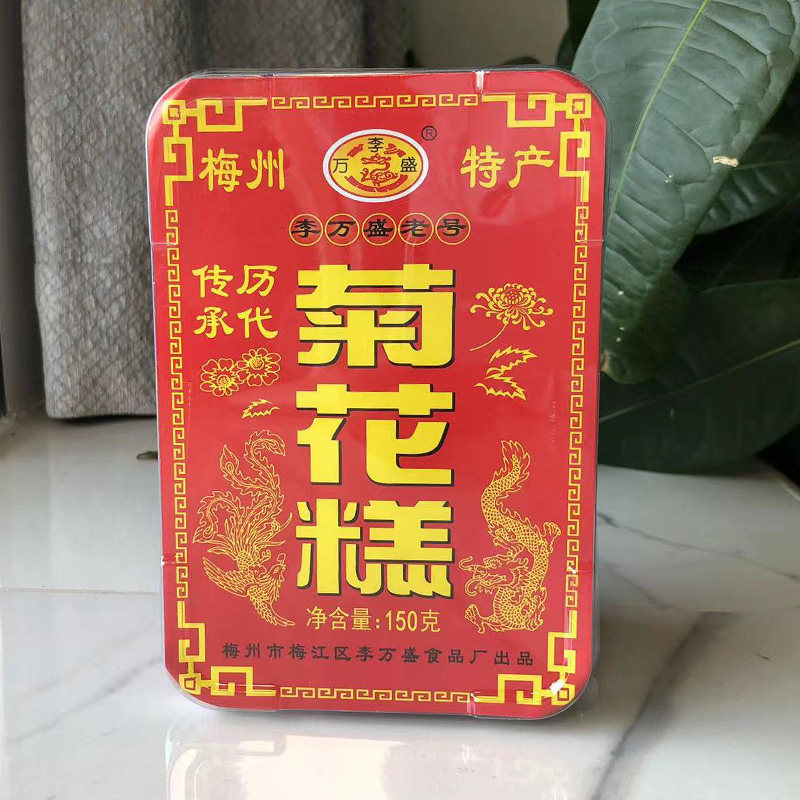 梅州
李万盛
®
特产
李万盛老号
历代
传承
菊花糕
净含量:150克
梅州市梅江区李万盛食品厂出品